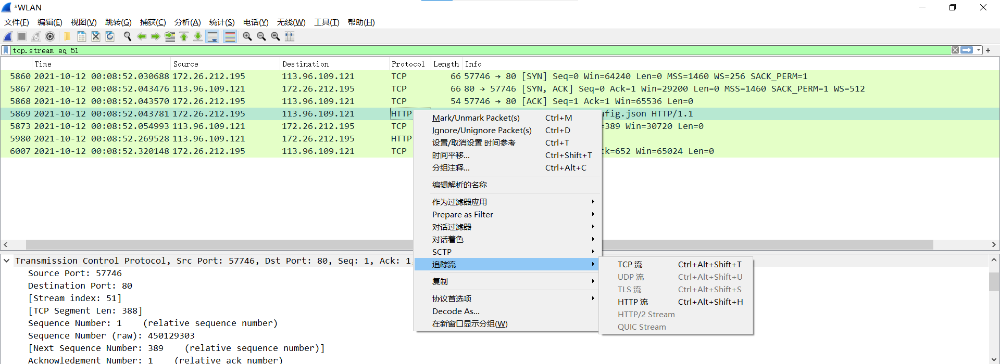 *WLAN
文件(F) 编辑(E) 视图(V) 跳转(G) 捕获(C) 分析(A) 统计(S) 电话(Y) 无线(W) 工具(T) 帮助(H)
tcp.stream eq 51
Time Source Destination Protocol Length Info
5860 2021-10-12 00:08:52.030688 172.26.212.195 113.96.109.121 TCP 66 57746 → 80 [SYN] Seq=0 Win=64240 Len=0 MSS=1460 WS=256 SACK_PERM=1
5867 2021-10-12 00:08:52.043476 113.96.109.121 172.26.212.195 TCP 66 80 → 57746 [SYN, ACK] Seq=0 Ack=1 Win=29200 Len=0 MSS=1460 SACK_PERM=1 WS=512
5868 2021-10-12 00:08:52.043570 172.26.212.195 113.96.109.121 TCP 54 57746 → 80 [ACK] Seq=1 Ack=1 Win=65536 Len=0
5869 2021-10-12 00:08:52.043781 172.26.212.195 113.96.109.121 HTTP nfig.json HTTP/1.1
5873 2021-10-12 00:08:52.054993 113.96.109.121 172.26.212.195 TCP =389 Win=30720 Len=0
5980 2021-10-12 00:08:52.269528 113.96.109.121 172.26.212.195 HTTP
6007 2021-10-12 00:08:52.320148 172.26.212.195 113.96.109.121 TCP ck=652 Win=65024 Len=0
Mark/Unmark Packet(s) Ctrl+M
Ignore/Unignore Packet(s) Ctrl+D
设置/取消设置 时间参考 Ctrl+T
时间平移... Ctrl+Shift+T
分组注释... Ctrl+Alt+C
编辑解析的名称
作为过滤器应用
Prepare as Filter
对话过滤器
对话着色
SCTP
追踪流
复制
协议首选项
Decode As...
在新窗口显示分组(W)
TCP 流 Ctrl+Alt+Shift+T
UDP 流 Ctrl+Alt+Shift+U
TLS 流 Ctrl+Alt+Shift+S
HTTP 流 Ctrl+Alt+Shift+H
HTTP/2 Stream
QUIC Stream
Transmission Control Protocol, Src Port: 57746, Dst Port: 80, Seq: 1, Ack: 1,
Source Port: 57746
Destination Port: 80
[Stream index: 51]
[TCP Segment Len: 388]
Sequence Number: 1 (relative sequence number)
Sequence Number (raw): 450129303
[Next Sequence Number: 389 (relative sequence number)]
Acknowledgment Number: 1 (relative ack number)